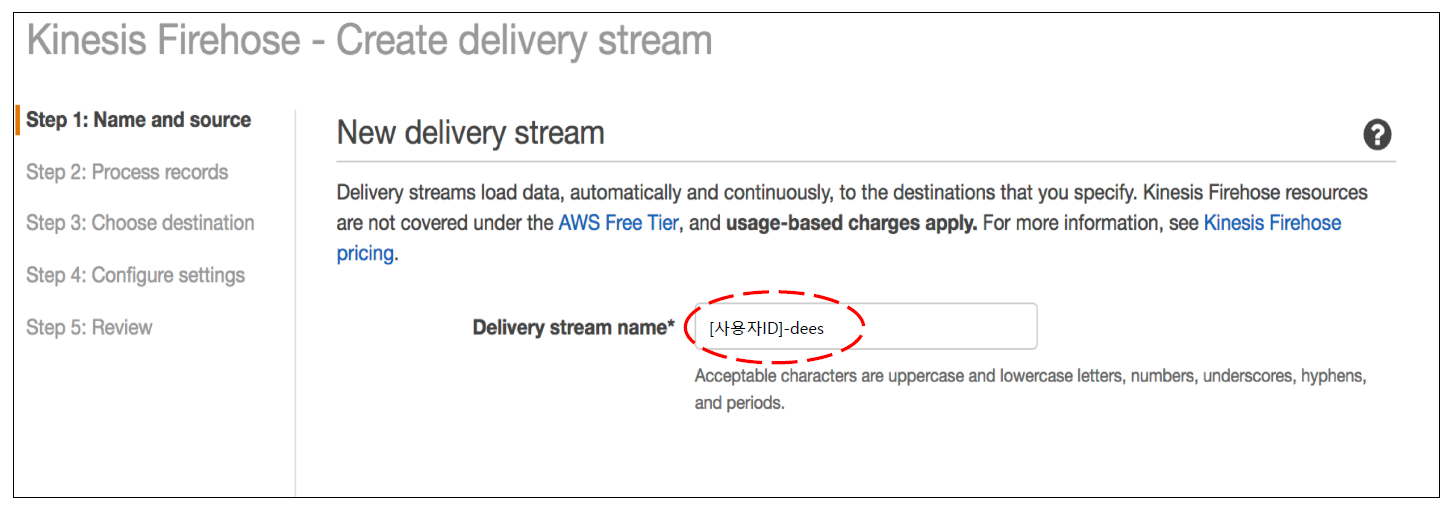 Kinesis Firehose - Create delivery stream
Step 1: Name and source
Step 2: Process records
Step 3: Choose destination
Step 4: Configure settings
Step 5: Review
New delivery stream
?
Delivery streams load data, automatically and continuously, to the destinations that you specify. Kinesis Firehose resources
are not covered under the AWS Free Tier, and usage-based charges apply. For more information, see Kinesis Firehose
pricing.
Delivery stream name*
[사용자ID]-dees
Acceptable characters are uppercase and lowercase letters, numbers, underscores, hyphens,
and periods.